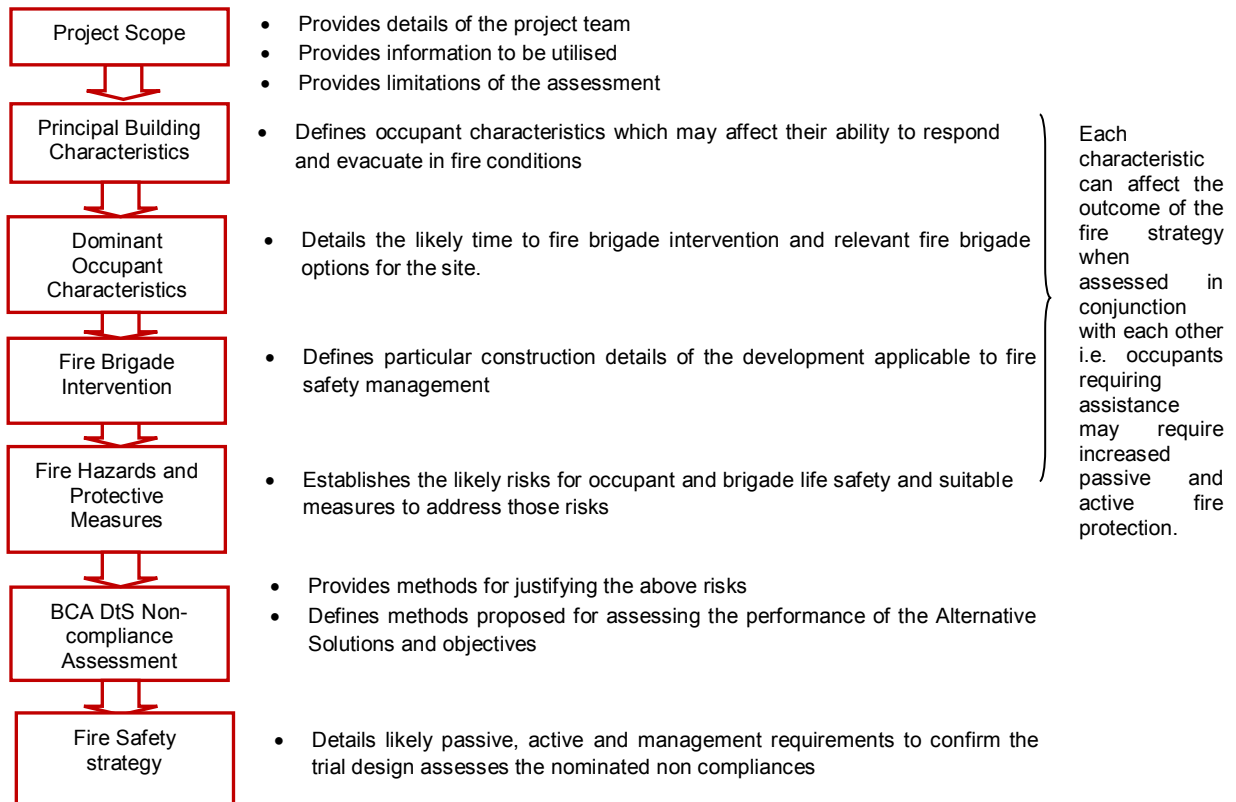 Project Scope
• Provides details of the project team
• Provides information to be utilised
• Provides limitations of the assessment
Principal Building
Characteristics
• Defines occupant characteristics which may affect their ability to respond
and evacuate in fire conditions
Dominant
Occupant
Characteristics
• Details the likely time to fire brigade intervention and relevant fire brigade
options for the site.
Fire Brigade
Intervention
• Defines particular construction details of the development applicable to fire
safety management
Fire Hazards and
Protective
Measures
• Establishes the likely risks for occupant and brigade life safety and suitable
measures to address those risks
Each
characteristic
can affect the
outcome of the
fire strategy
when
assessed in
conjunction
with each other
i.e. occupants
requiring
assistance
may require
increased
passive and
active fire
protection.
BCA DtS Non-
compliance
Assessment
• Provides methods for justifying the above risks
• Defines methods proposed for assessing the performance of the Alternative
Solutions and objectives
Fire Safety
strategy
• Details likely passive, active and management requirements to confirm the
trial design assesses the nominated non compliances